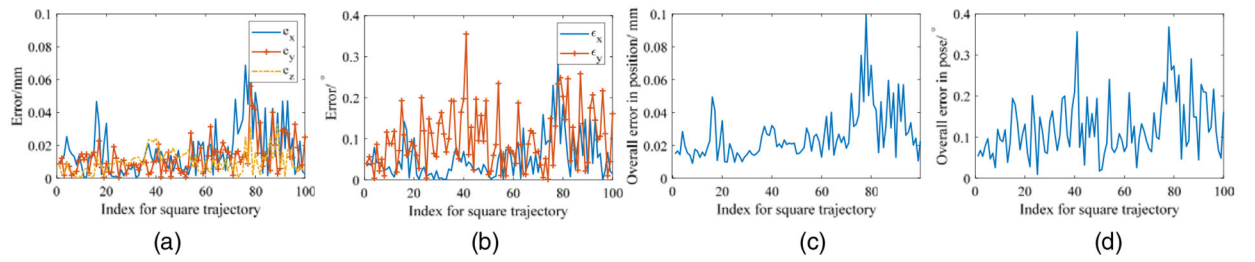 0.1
0.08
0.06
0.04
0.02
0
Error/mm
e_x
e_y
e_z
0 20 40 60 80 100
Index for square trajectory
(a)
0.4
0.3
0.2
0.1
0
Error/°
ϵ_x
ϵ_y
0 20 40 60 80 100
Index for square trajectory
(b)
0.1
0.08
0.06
0.04
0.02
0
Overall error in position/ mm
0 20 40 60 80
Index for square trajectory
(c)
0.4
0.3
0.2
0.1
0
Overall error in pose/°
0 20 40 60 80 100
Index for square trajectory
(d)